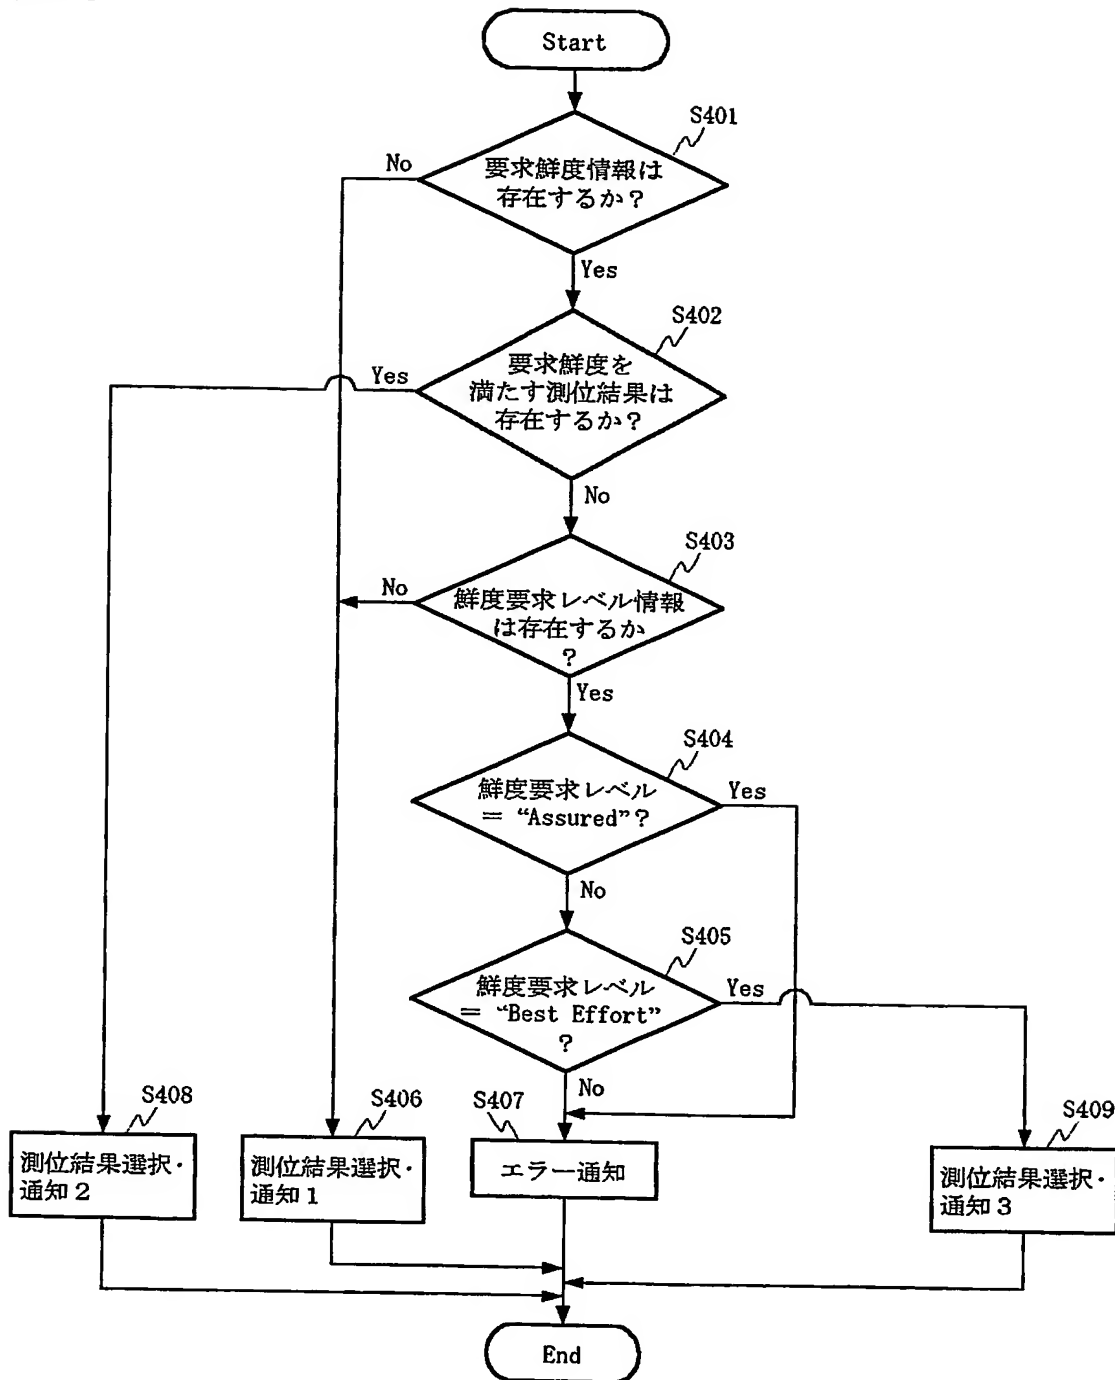 Start
S401
No
要求鮮度情報は
存在するか？
Yes
S402
Yes
要求鮮度を
満たす測位結果は
存在するか？
No
S403
No
鮮度要求レベル情報
は存在するか
？
Yes
S404
鮮度要求レベル
＝ “Assured”？
Yes
No
S405
鮮度要求レベル
＝ “Best Effort”
？
Yes
No
S408
測位結果選択・
通知２
S406
測位結果選択・
通知１
S407
エラー通知
S409
測位結果選択・
通知３
End